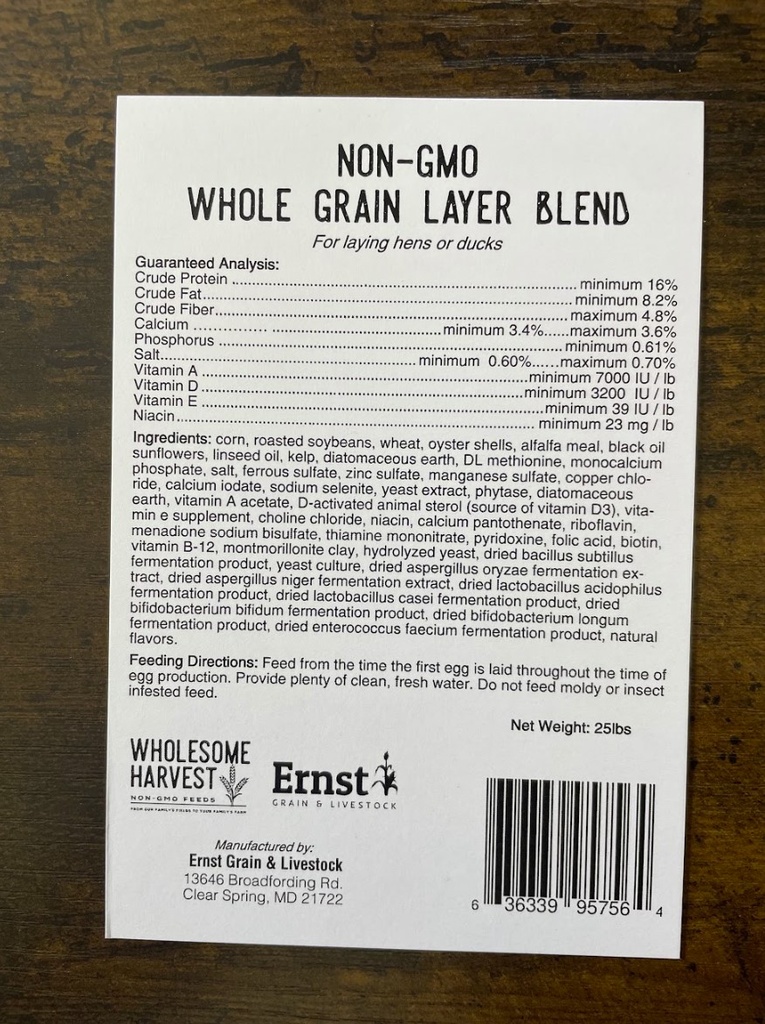 NON-GMO
WHOLE GRAIN LAYER BLEND
For laying hens or ducks
Guaranteed Analysis:
Crude Protein ................................................ minimum 16%
Crude Fat................................................ minimum 8.2%
Crude Fiber................................................ maximum 4.8%
Calcium .............. ................minimum 3.4%.....maximum 3.6%
Phosphorus ................................................ minimum 0.61%
Salt................................ minimum 0.60%......maximum 0.70%
Vitamin A ................................................minimum 7000 IU / lb
Vitamin D ................................................minimum 3200 IU / lb
Vitamin E ................................................minimum 39 IU / lb
Niacin................................................ minimum 23 mg / lb
Ingredients: corn, roasted soybeans, wheat, oyster shells, alfalfa meal, black oil
sunflowers, linseed oil, kelp, diatomaceous earth, DL methionine, monocalcium
phosphate, salt, ferrous sulfate, zinc sulfate, manganese sulfate, copper chlo-
ride, calcium iodate, sodium selenite, yeast extract, phytase, diatomaceous
earth, vitamin A acetate, D-activated animal sterol (source of vitamin D3), vita-
min e supplement, choline chloride, niacin, calcium pantothenate, riboflavin,
menadione sodium bisulfate, thiamine mononitrate, pyridoxine, folic acid, biotin,
vitamin B-12, montmorillonite clay, hydrolyzed yeast, dried bacillus subtillus
fermentation product, yeast culture, dried aspergillus oryzae fermentation ex-
tract, dried aspergillus niger fermentation extract, dried lactobacillus acidophilus
fermentation product, dried lactobacillus casei fermentation product, dried
bifidobacterium bifidum fermentation product, dried bifidobacterium longum
fermentation product, dried enterococcus faecium fermentation product, natural
flavors.
Feeding Directions: Feed from the time the first egg is laid throughout the time of
egg production. Provide plenty of clean, fresh water. Do not feed moldy or insect
infested feed.
Net Weight: 25lbs
WHOLESOME
HARVEST
NON-GMO FEEDS
FROM OUR FAMILY'S FIELDS TO YOUR FAMILY'S FARM
Ernst
GRAIN & LIVESTOCK
Manufactured by:
Ernst Grain & Livestock
13646 Broadfording Rd.
Clear Spring, MD 21722
6 36339 95756 4